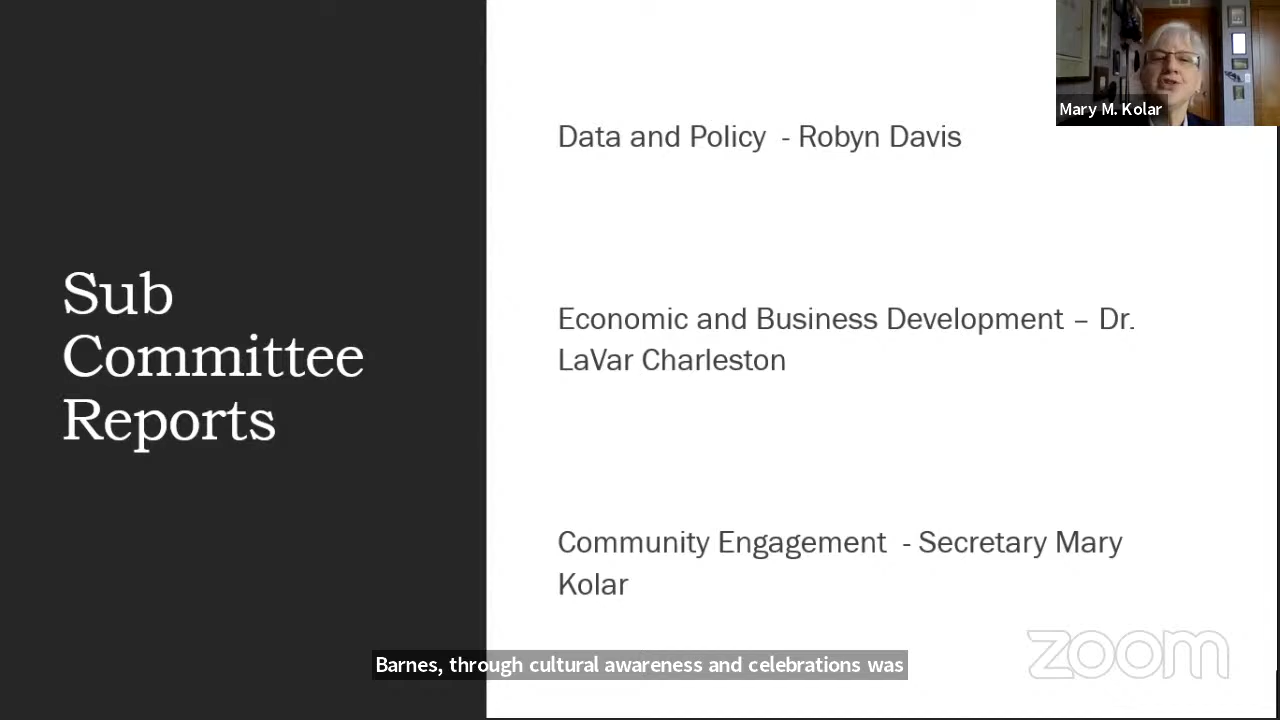 Mary M. Kolar
Data and Policy - Robyn Davis
Sub
Committee
Reports
Economic and Business Development – Dr.
LaVar Charleston
Community Engagement - Secretary Mary
Kolar
Barnes, through cultural awareness and celebrations was
zoom